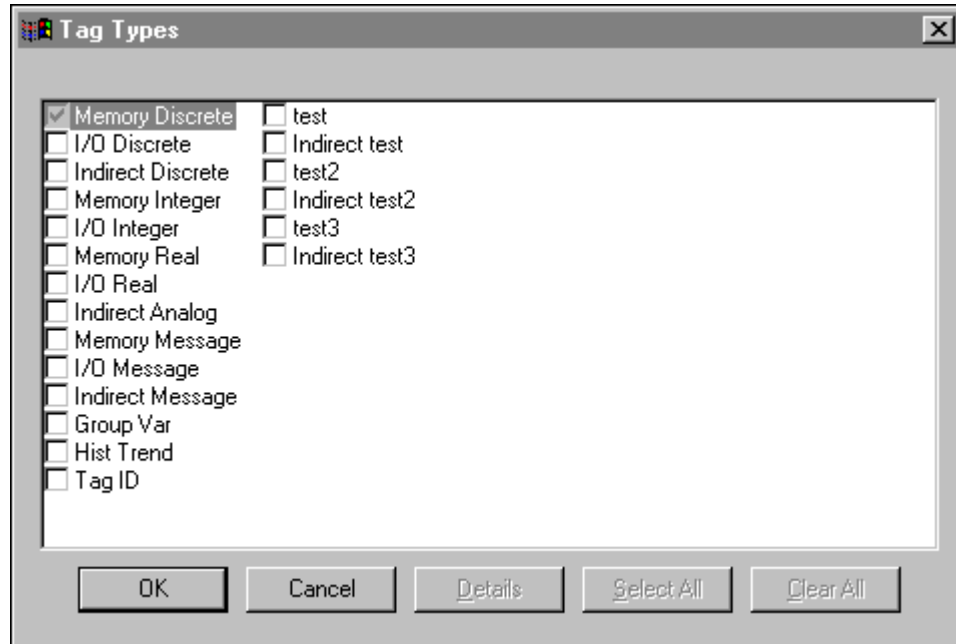 Tag Types
Memory Discrete
I/O Discrete
Indirect Discrete
Memory Integer
I/O Integer
Memory Real
I/O Real
Indirect Analog
Memory Message
I/O Message
Indirect Message
Group Var
Hist Trend
Tag ID
test
Indirect test
test2
Indirect test2
test3
Indirect test3
OK Cancel Details Select All Clear All